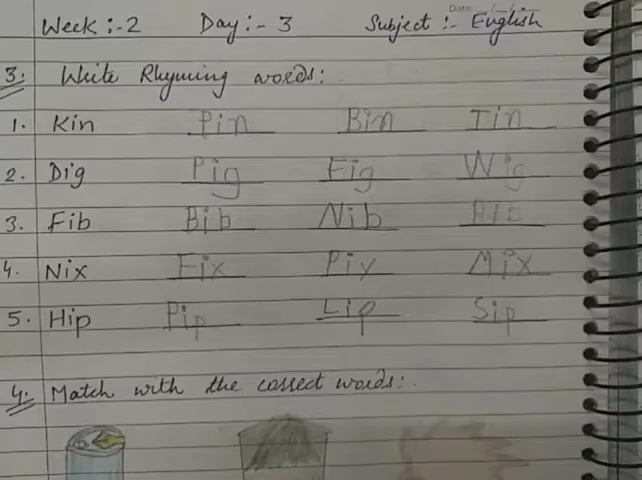 Date: / /
Week :- 2 Day :- 3 Subject :- English
3. Write Rhyming words:
1. Kin Pin Bin Tin
2. Dig Pig Fig Wig
3. Fib Bib Nib
4. Nix Fix Mix
5. Hip Pip Lip Sip
4. Match with the correct words: